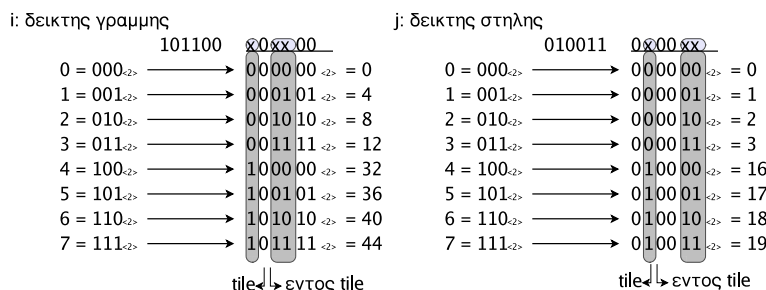 i: δεικτης γραμμης j: δεικτης στηλης
101100 x0xx00 010011 0x00xx
0 = 000<2> 000000 <2> = 0 0 = 000<2> 000000 <2> = 0
1 = 001<2> 000101 <2> = 4 1 = 001<2> 000001 <2> = 1
2 = 010<2> 001010 <2> = 8 2 = 010<2> 000010 <2> = 2
3 = 011<2> 001111 <2> = 12 3 = 011<2> 000011 <2> = 3
4 = 100<2> 100000 <2> = 32 4 = 100<2> 010000 <2> = 16
5 = 101<2> 100101 <2> = 36 5 = 101<2> 010001 <2> = 17
6 = 110<2> 101010 <2> = 40 6 = 110<2> 010010 <2> = 18
7 = 111<2> 101111 <2> = 44 7 = 111<2> 010011 <2> = 19
tile εντος tile tile εντος tile